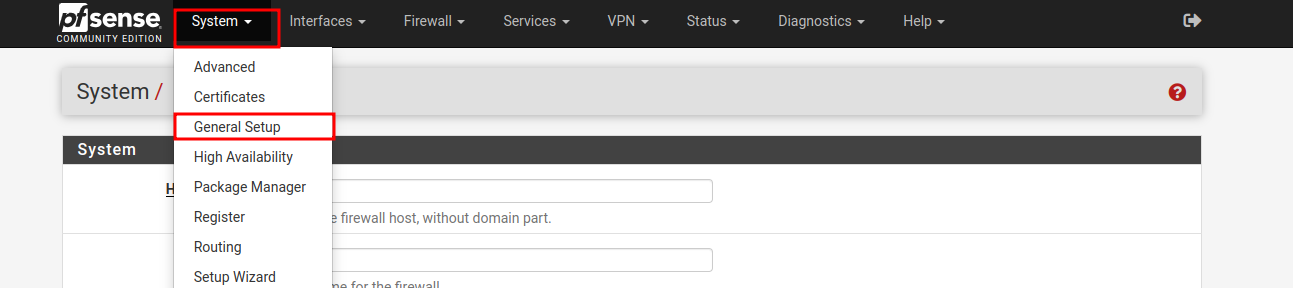 pfsense System Interfaces Firewall Services VPN Status Diagnostics Help
COMMUNITY EDITION
Advanced
System /
Certificates
General Setup
System
High Availability
Package Manager
H
e firewall host, without domain part.
Register
Routing
Setup Wizard
me for the firewall